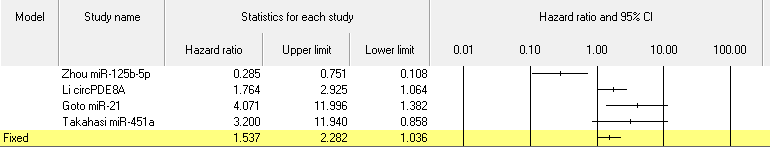 Model Study name Statistics for each study Hazard ratio and 95% CI
Hazard ratio Upper limit Lower limit 0.01 0.10 1.00 10.00 100.00
Zhou miR-125b-5p 0.285 0.751 0.108
Li circPDE8A 1.764 2.925 1.064
Goto miR-21 4.071 11.996 1.382
Takahasi miR-451a 3.200 11.940 0.858
Fixed 1.537 2.282 1.036